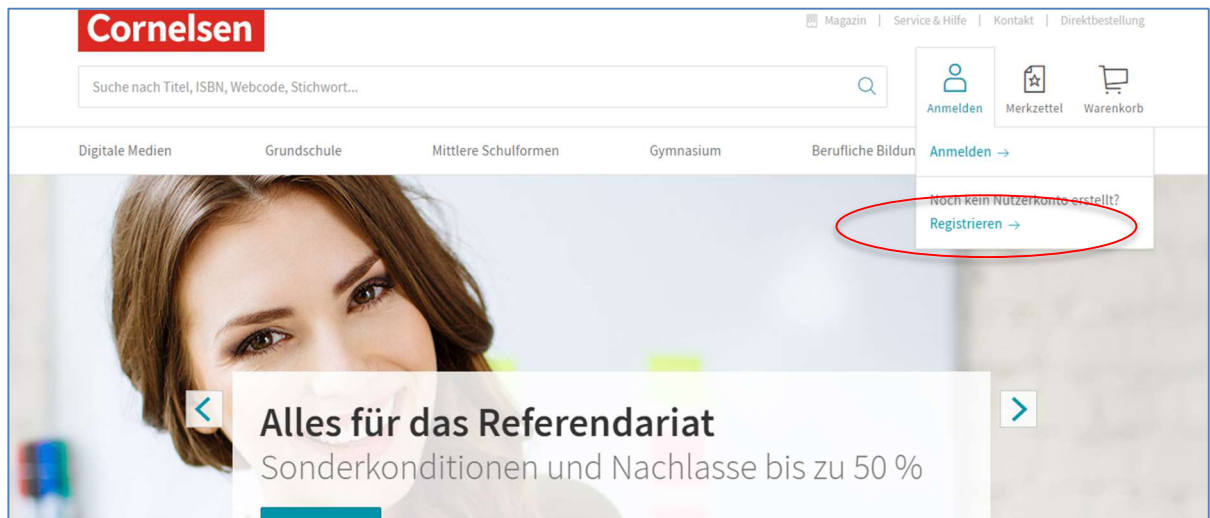 Cornelsen
Magazin | Service & Hilfe | Kontakt | Direktbestellung
Suche nach Titel, ISBN, Webcode, Stichwort...
Anmelden Merkzettel Warenkorb
Digitale Medien Grundschule Mittlere Schulformen Gymnasium Berufliche Bildun
Anmelden →
Noch kein Nutzerkonto erstellt?
Registrieren →
Alles für das Referendariat
Sonderkonditionen und Nachlasse bis zu 50 %